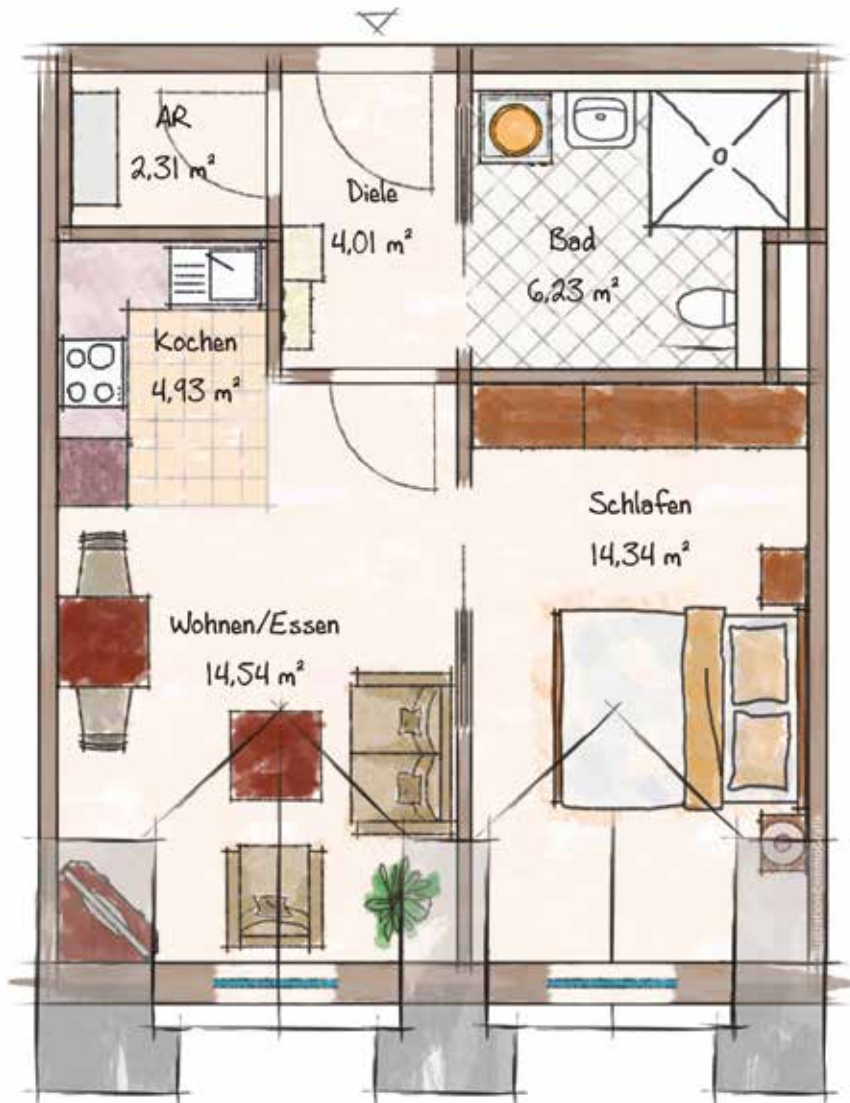 AR
2,31 m²
Diele
4,01 m²
Bad
6,23 m²
Kochen
4,93 m²
Schlafen
14,34 m²
Wohnen/Essen
14,54 m²